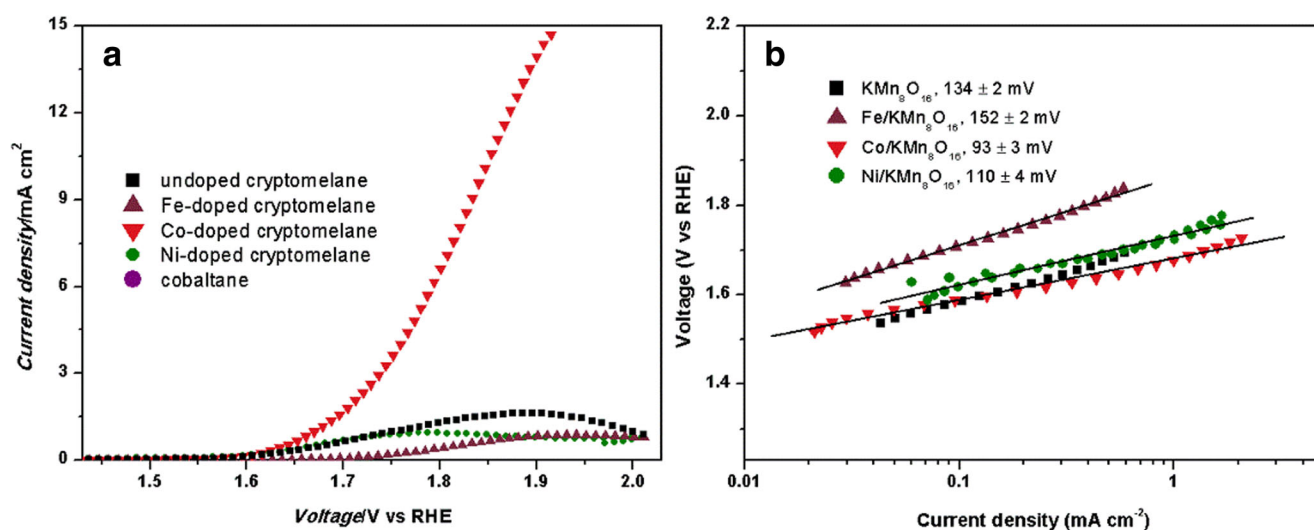 a
15
12
9
6
3
0
Current density/mA cm²
undoped cryptomelane
Fe-doped cryptomelane
Co-doped cryptomelane
Ni-doped cryptomelane
cobaltane
1.5 1.6 1.7 1.8 1.9 2.0
Voltage/V vs RHE
b
2.2
2.0
1.8
1.6
1.4
Voltage (V vs RHE)
KMn₈O₁₆, 134 ± 2 mV
Fe/KMn₈O₁₆, 152 ± 2 mV
Co/KMn₈O₁₆, 93 ± 3 mV
Ni/KMn₈O₁₆, 110 ± 4 mV
0.01 0.1 1
Current density (mA cm⁻²)